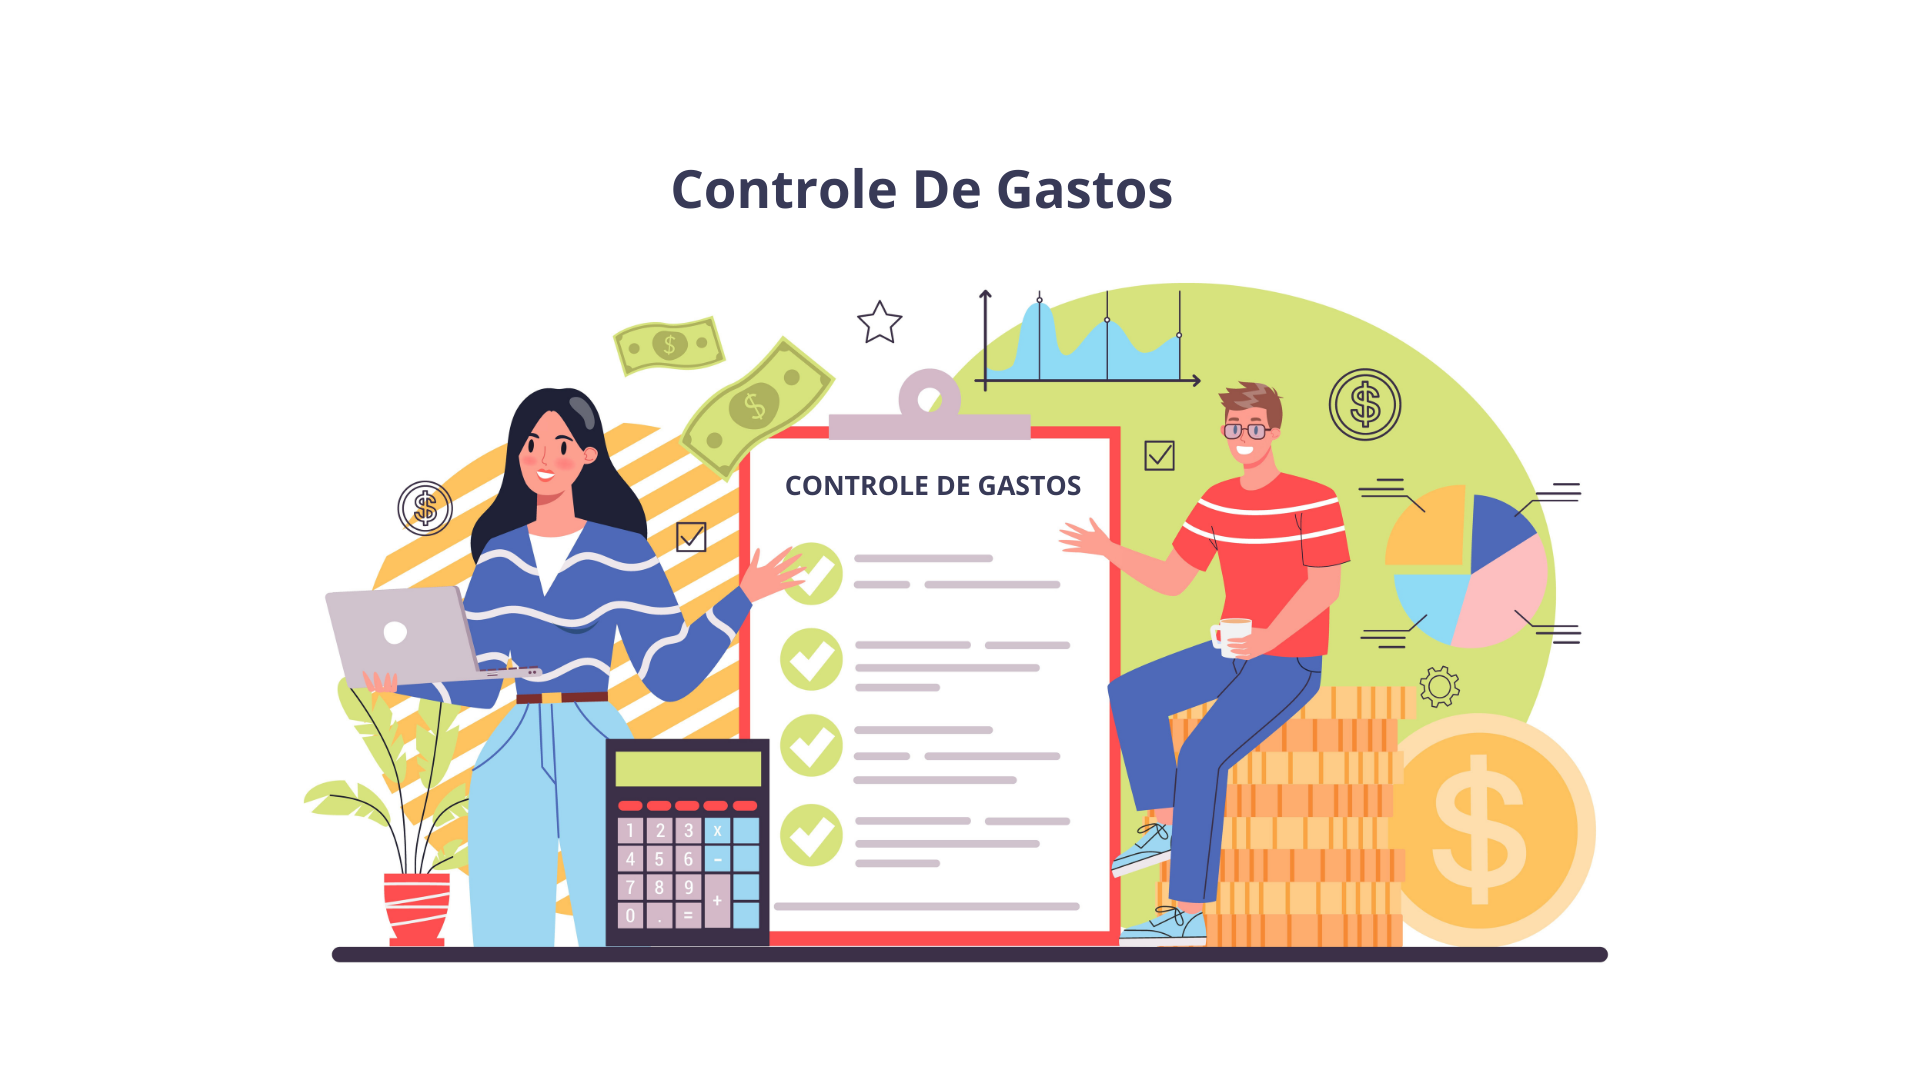 Controle De Gastos
$
$
CONTROLE DE GASTOS
$
$
1 2 3 x
4 5 6 -
7 8 9 +
0 . =
$